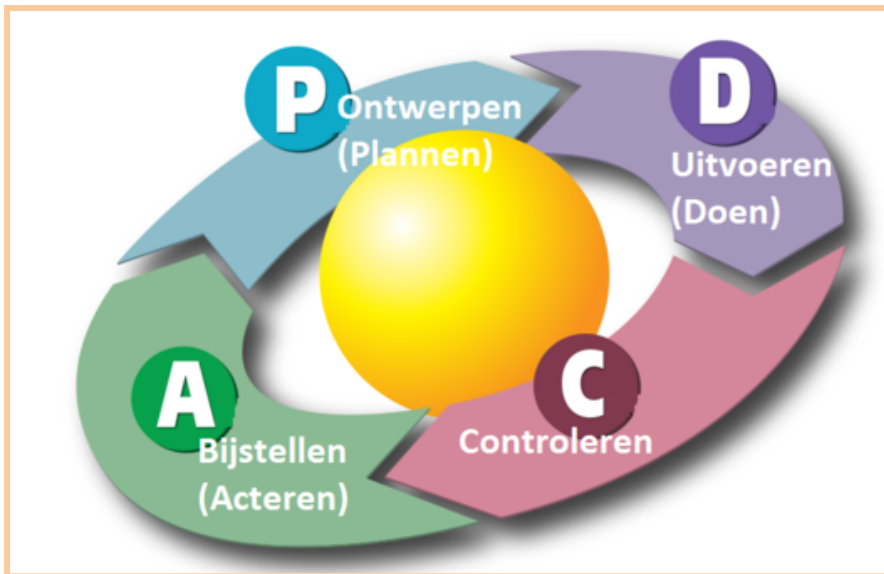 P
Ontwerpen
(Plannen)
D
Uitvoeren
(Doen)
C
Controleren
A
Bijstellen
(Acteren)